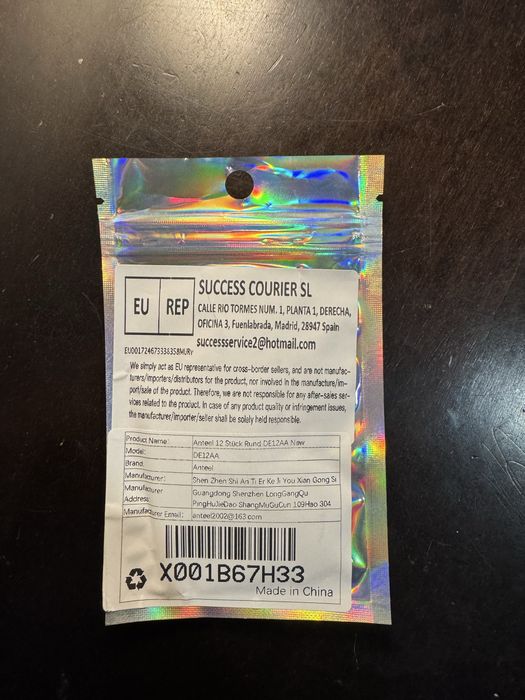 EU REP
SUCCESS COURIER SL
CALLE RIO TORMES NUM. 1, PLANTA 1, DERECHA,
OFICINA 3, Fuenlabrada, Madrid, 28947 Spain
successservice2@hotmail.com
We simply act as EU representative for cross-border sellers, and are not manufac-
turers/importers/distributors for the product, nor involved in the manufacture/im-
port/sale of the product. Therefore, we are not responsible for any after-sales ser-
vices related to the product. In case of any product quality or infringement issues,
the manufacturer/importer/seller shall be solely held responsible.
Product Name: Anteel 12 Stück Rund DE12AA New
Model: DE12AA
Brand: Anteel
Manufacturer: Shen Zhen Shi An Ti Er Ke Ji You Xian Gong Si
Manufacturer Guangdong Shenzhen LongGangQu
Address: PingHuJieDao ShangMuGuCun 109Hao 304
Manufacturer Email: anteel2002@163.com
X001B67H33
Made in China